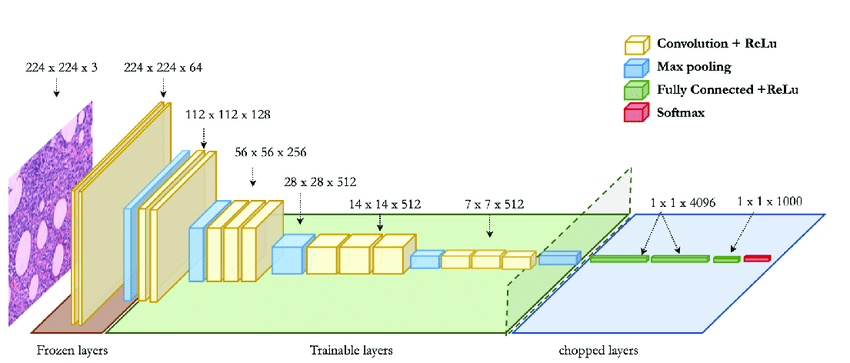 Convolution + ReLu
Max pooling
Fully Connected +ReLu
Softmax
224 x 224 x 3
224 x 224 x 64
112 x 112 x 128
56 x 56 x 256
28 x 28 x 512
14 x 14 x 512
7 x 7 x 512
1 x 1 x 4096
1 x 1 x 1000
Frozen layers
Trainable layers
chopped layers